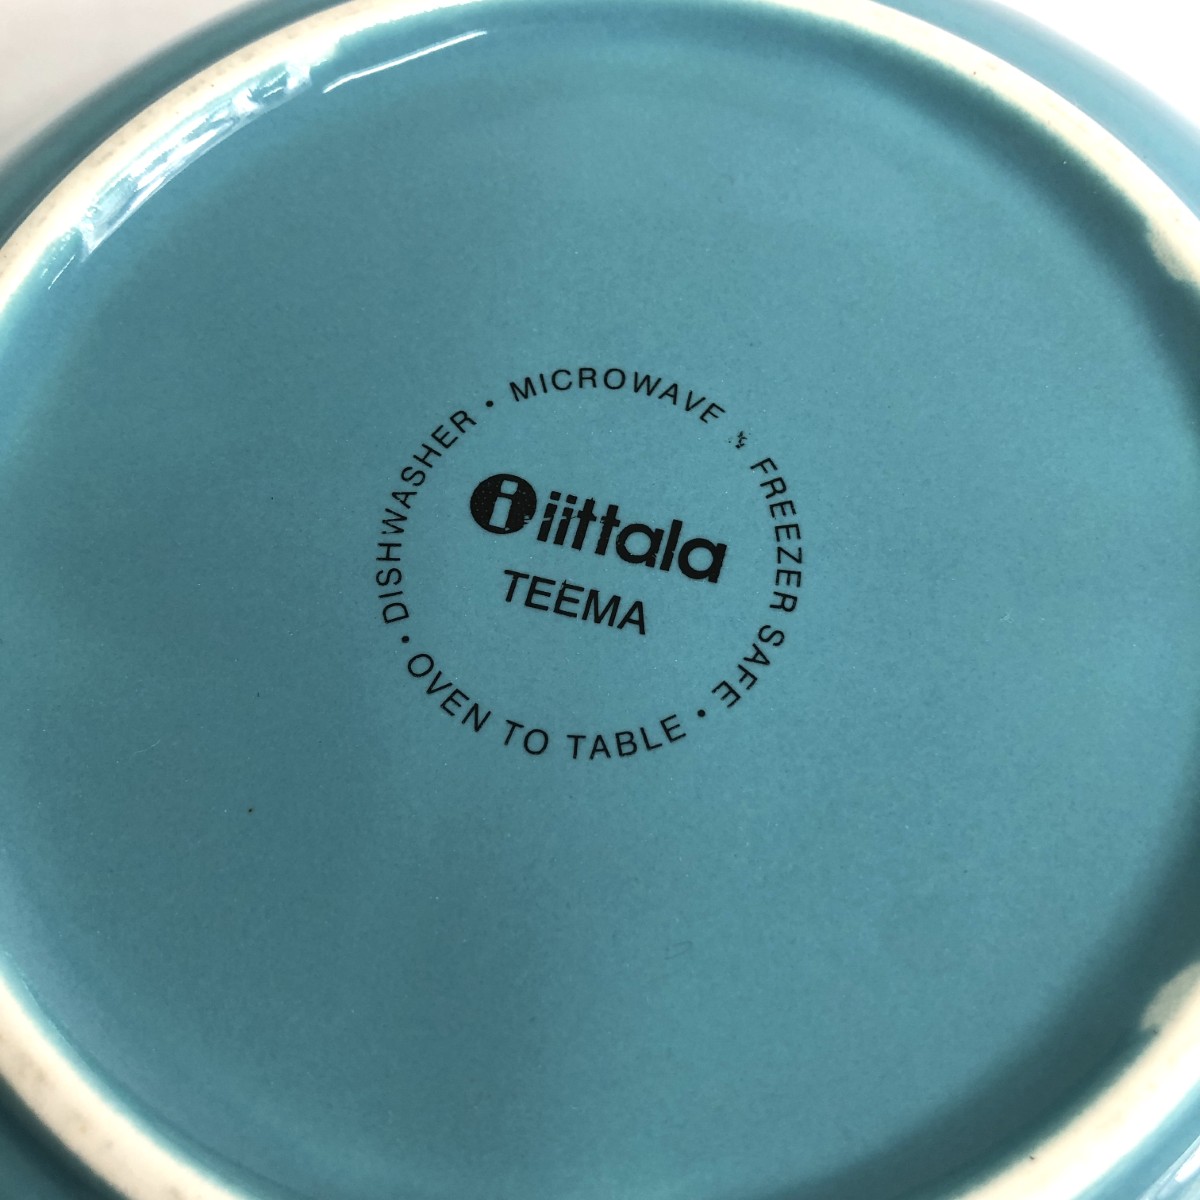 DISHWASHER • MICROWAVE & FREEZER SAFE •
OVEN TO TABLE •
i iittala
TEEMA